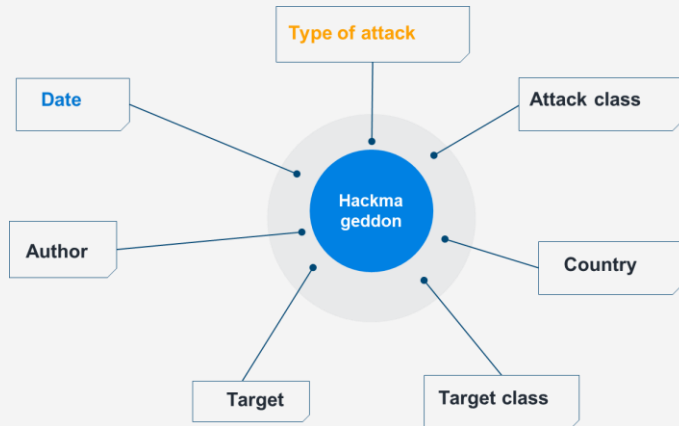 Type of attack
Date
Attack class
Hackma
geddon
Author
Country
Target
Target class